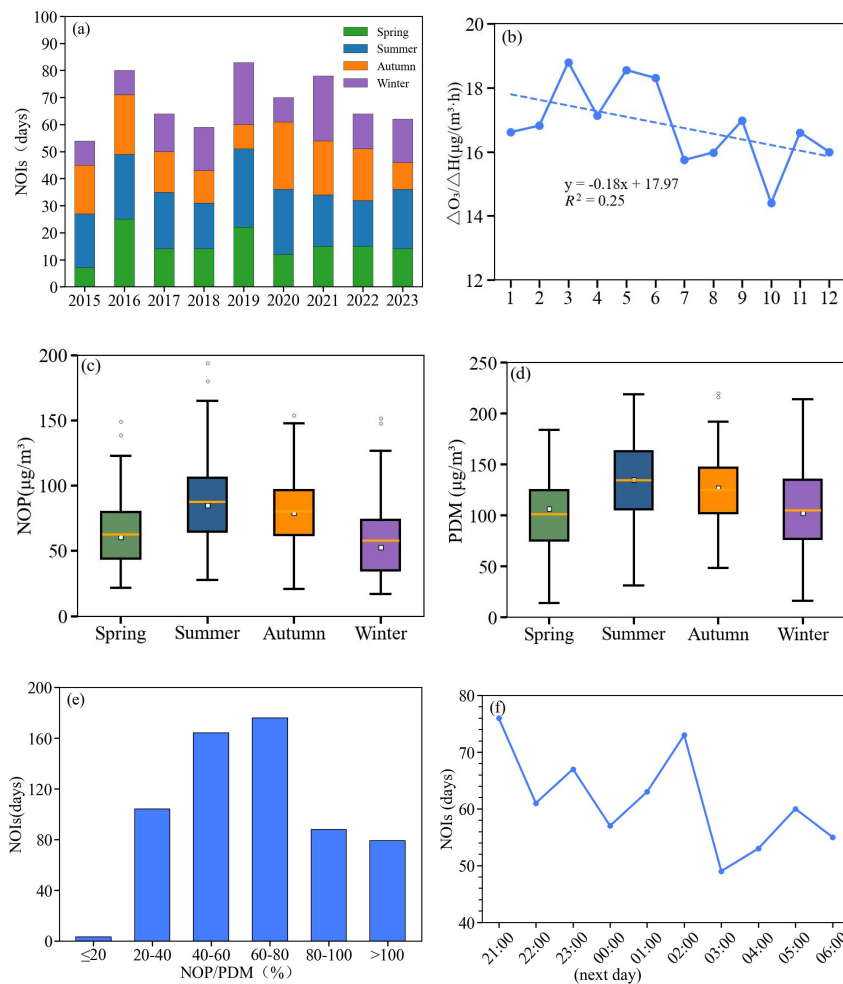 (a)
Spring
Summer
Autumn
Winter
NOIs (days)
100
90
80
70
60
50
40
30
20
10
0
2015 2016 2017 2018 2019 2020 2021 2022 2023
(b)
△O₃/△H(μg/(m³·h))
20
18
16
14
12
y = -0.18x + 17.97
R² = 0.25
1 2 3 4 5 6 7 8 9 10 11 12
(c)
NOP(μg/m³)
200
150
100
50
0
Spring Summer Autumn Winter
(d)
PDM (μg/m³)
250
200
150
100
50
0
Spring Summer Autumn Winter
(e)
NOIs(days)
200
160
120
80
40
0
≤20 20-40 40-60 60-80 80-100 >100
NOP/PDM（%）
(f)
NOIs (days)
80
70
60
50
40
21:00 22:00 23:00 00:00 01:00 02:00 03:00 04:00 05:00 06:00
(next day)